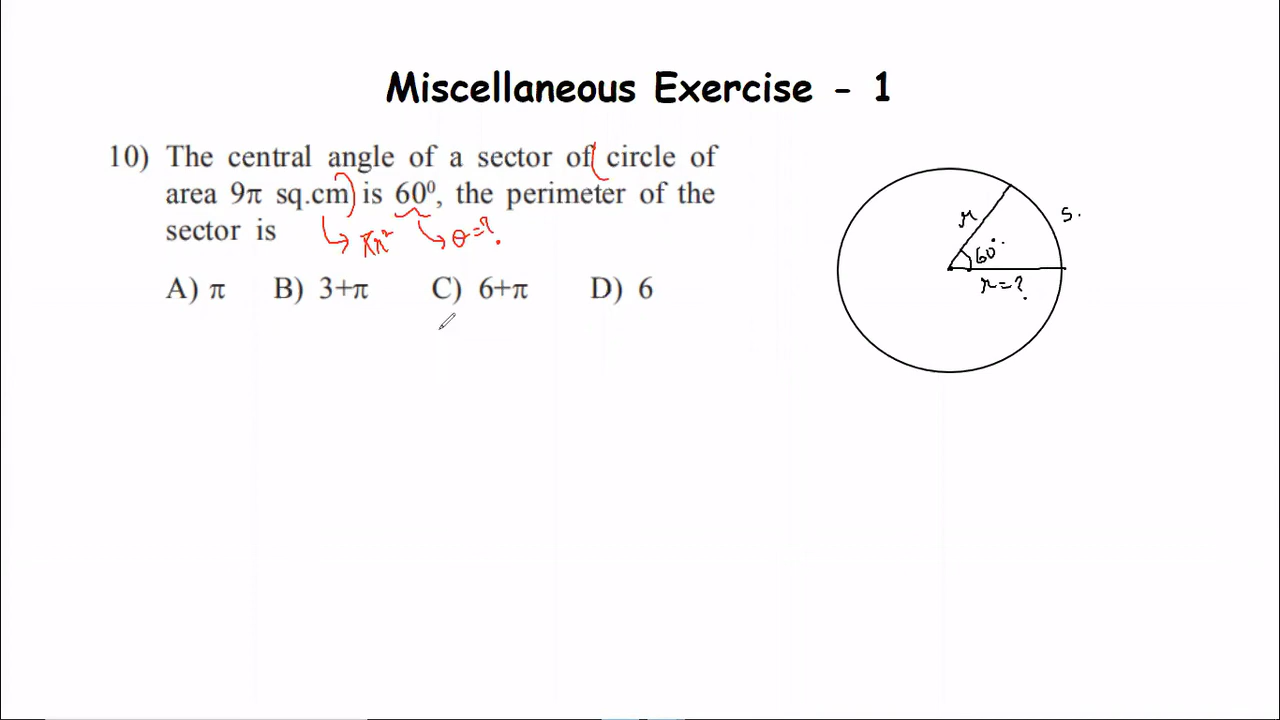 Miscellaneous Exercise - 1
10) The central angle of a sector of (circle of
area 9π sq.cm) is 60⁰, the perimeter of the
sector is
πr²
θ=?
A) π B) 3+π C) 6+π D) 6
r
s.
60°
r=?